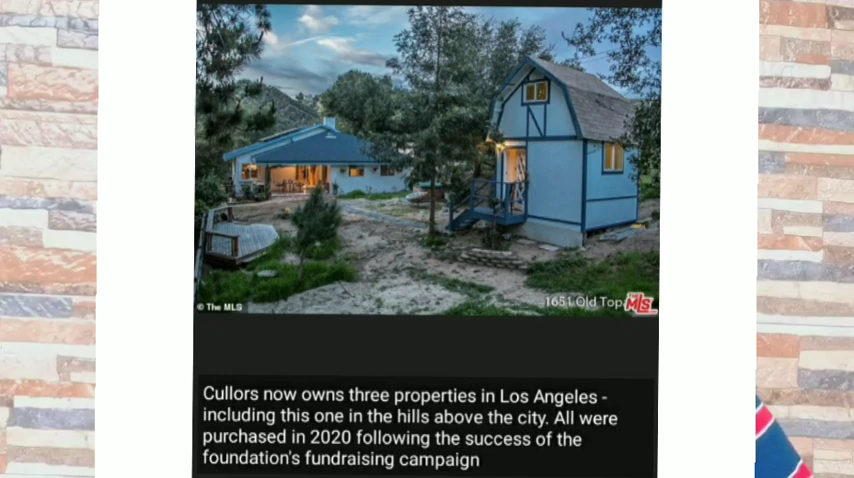 © The MLS
1651 Old Top
MLS
Cullors now owns three properties in Los Angeles -
including this one in the hills above the city. All were
purchased in 2020 following the success of the
foundation's fundraising campaign